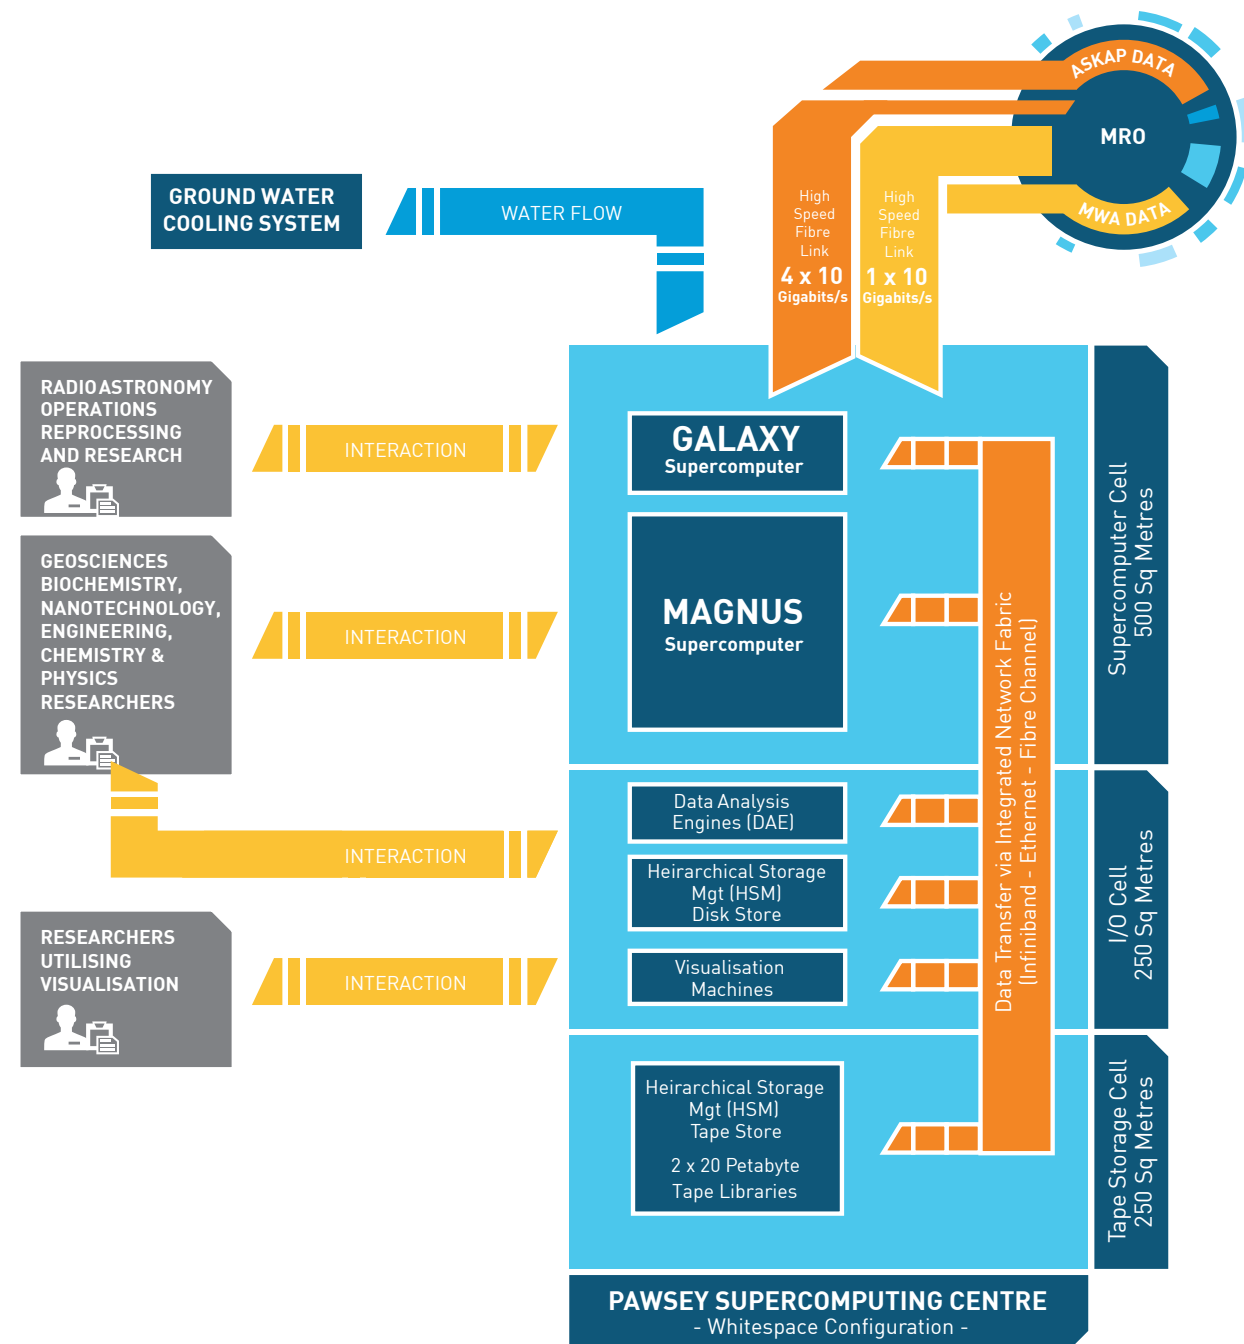 ASKAP DATA
MRO
MWA DATA
GROUND WATER
COOLING SYSTEM
WATER FLOW
High
Speed
Fibre
Link
4 x 10
Gigabits/s
High
Speed
Fibre
Link
1 x 10
Gigabits/s
RADIO ASTRONOMY
OPERATIONS
REPROCESSING
AND RESEARCH
INTERACTION
GALAXY
Supercomputer
GEOSCIENCES
BIOCHEMISTRY,
NANOTECHNOLOGY,
ENGINEERING,
CHEMISTRY &
PHYSICS
RESEARCHERS
INTERACTION
MAGNUS
Supercomputer
Data Transfer via Integrated Network Fabric
(Infiniband - Ethernet - Fibre Channel)
Supercomputer Cell
500 Sq Metres
INTERACTION
Data Analysis
Engines (DAE)
Heirarchical Storage
Mgt (HSM)
Disk Store
I/O Cell
250 Sq Metres
RESEARCHERS
UTILISING
VISUALISATION
INTERACTION
Visualisation
Machines
Heirarchical Storage
Mgt (HSM)
Tape Store
2 x 20 Petabyte
Tape Libraries
Tape Storage Cell
250 Sq Metres
PAWSEY SUPERCOMPUTING CENTRE
- Whitespace Configuration -